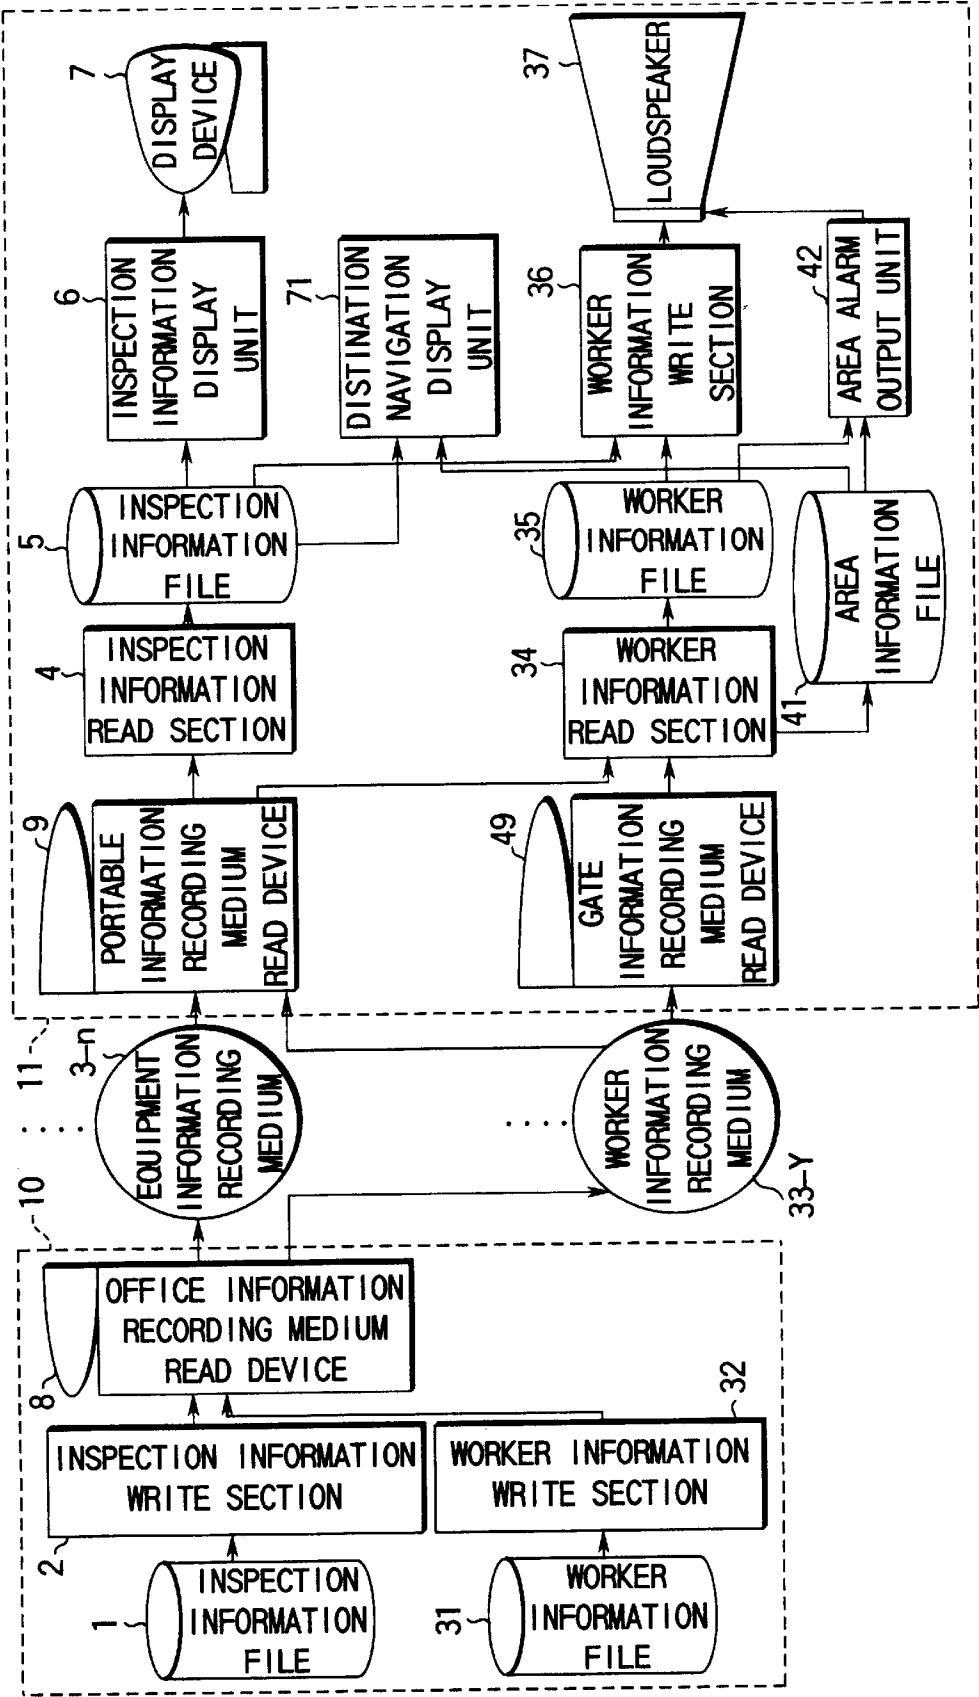 10
1
INSPECTION
INFORMATION
FILE
2
INSPECTION INFORMATION
WRITE SECTION
8
OFFICE INFORMATION
RECORDING MEDIUM
READ DEVICE
31
WORKER
INFORMATION
FILE
32
WORKER INFORMATION
WRITE SECTION
3-n
EQUIPMENT
INFORMATION
RECORDING
MEDIUM
33-Y
WORKER
INFORMATION
RECORDING
MEDIUM
11
9
PORTABLE
INFORMATION
RECORDING
MEDIUM
READ DEVICE
4
INSPECTION
INFORMATION
READ SECTION
5
INSPECTION
INFORMATION
FILE
6
INSPECTION
INFORMATION
DISPLAY
UNIT
7
DISPLAY
DEVICE
71
DISTINATION
NAVIGATION
DISPLAY
UNIT
49
GATE
INFORMATION
RECORDING
MEDIUM
READ DEVICE
34
WORKER
INFORMATION
READ SECTION
35
WORKER
INFORMATION
FILE
36
WORKER
INFORMATION
WRITE
SECTION
37
LOUDSPEAKER
41
AREA
INFORMATION
FILE
42
AREA ALARM
OUTPUT UNIT